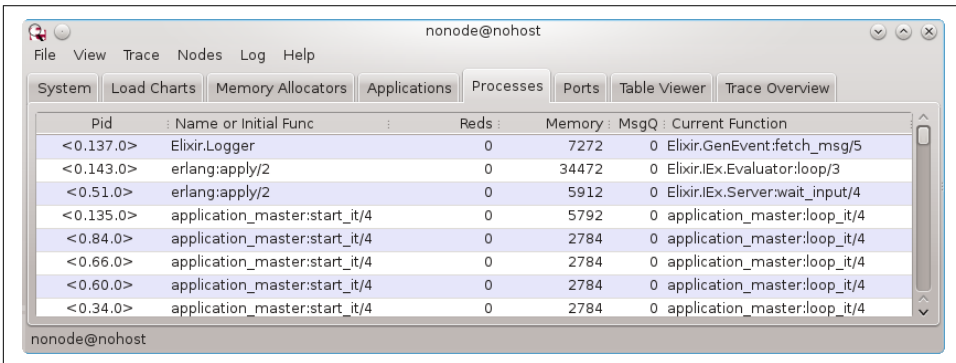 nonode@nohost
File View Trace Nodes Log Help
System Load Charts Memory Allocators Applications Processes Ports Table Viewer Trace Overview
Pid Name or Initial Func Reds Memory MsgQ Current Function
<0.137.0> Elixir.Logger 0 7272 0 Elixir.GenEvent:fetch_msg/5
<0.143.0> erlang:apply/2 0 34472 0 Elixir.IEx.Evaluator:loop/3
<0.51.0> erlang:apply/2 0 5912 0 Elixir.IEx.Server:wait_input/4
<0.135.0> application_master:start_it/4 0 5792 0 application_master:loop_it/4
<0.84.0> application_master:start_it/4 0 2784 0 application_master:loop_it/4
<0.66.0> application_master:start_it/4 0 2784 0 application_master:loop_it/4
<0.60.0> application_master:start_it/4 0 2784 0 application_master:loop_it/4
<0.34.0> application_master:start_it/4 0 2784 0 application_master:loop_it/4
nonode@nohost